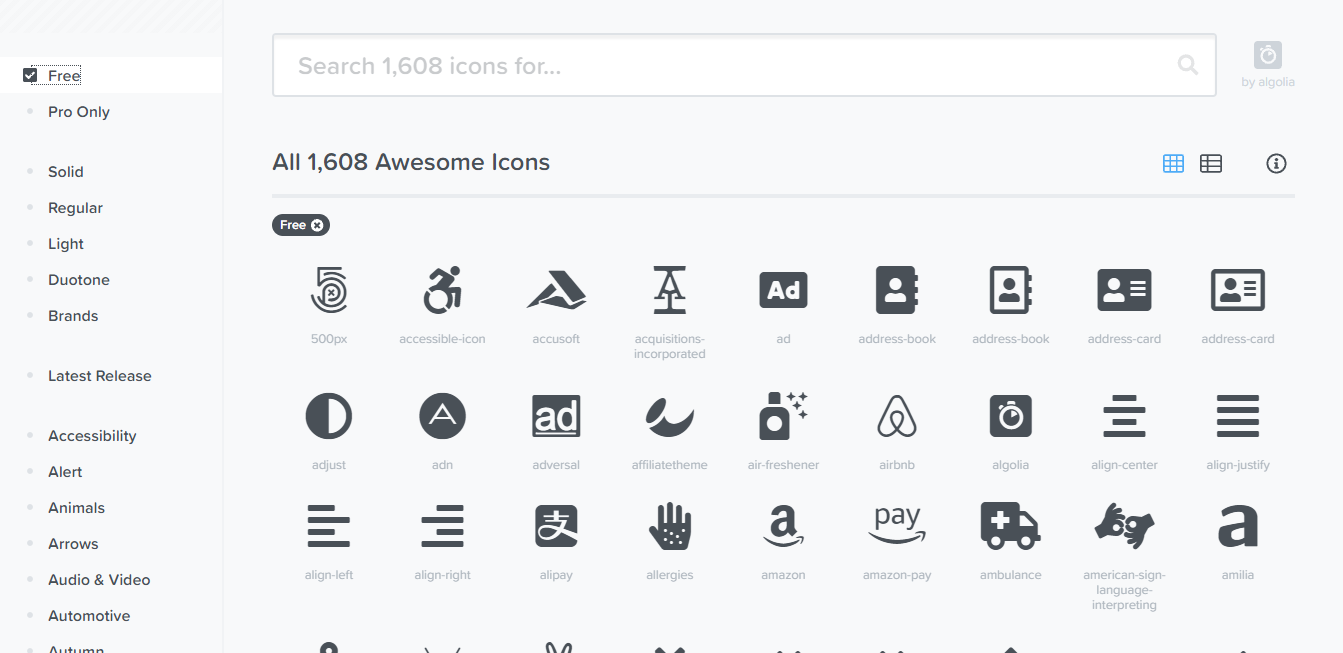 Free
Pro Only
Solid
Regular
Light
Duotone
Brands
Latest Release
Accessibility
Alert
Animals
Arrows
Audio & Video
Automotive
Autumn
Search 1,608 icons for...
by algolia
All 1,608 Awesome Icons
Free
5
Ad
500px
accessible-icon
accusoft
acquisitions-
incorporated
ad
address-book
address-book
address-card
address-card
A
ad
adjust
adn
adversal
affiliatetheme
air-freshener
airbnb
algolia
align-center
align-justify
支
a
pay
a
align-left
align-right
alipay
allergies
amazon
amazon-pay
ambulance
american-sign-
language-
interpreting
amilia